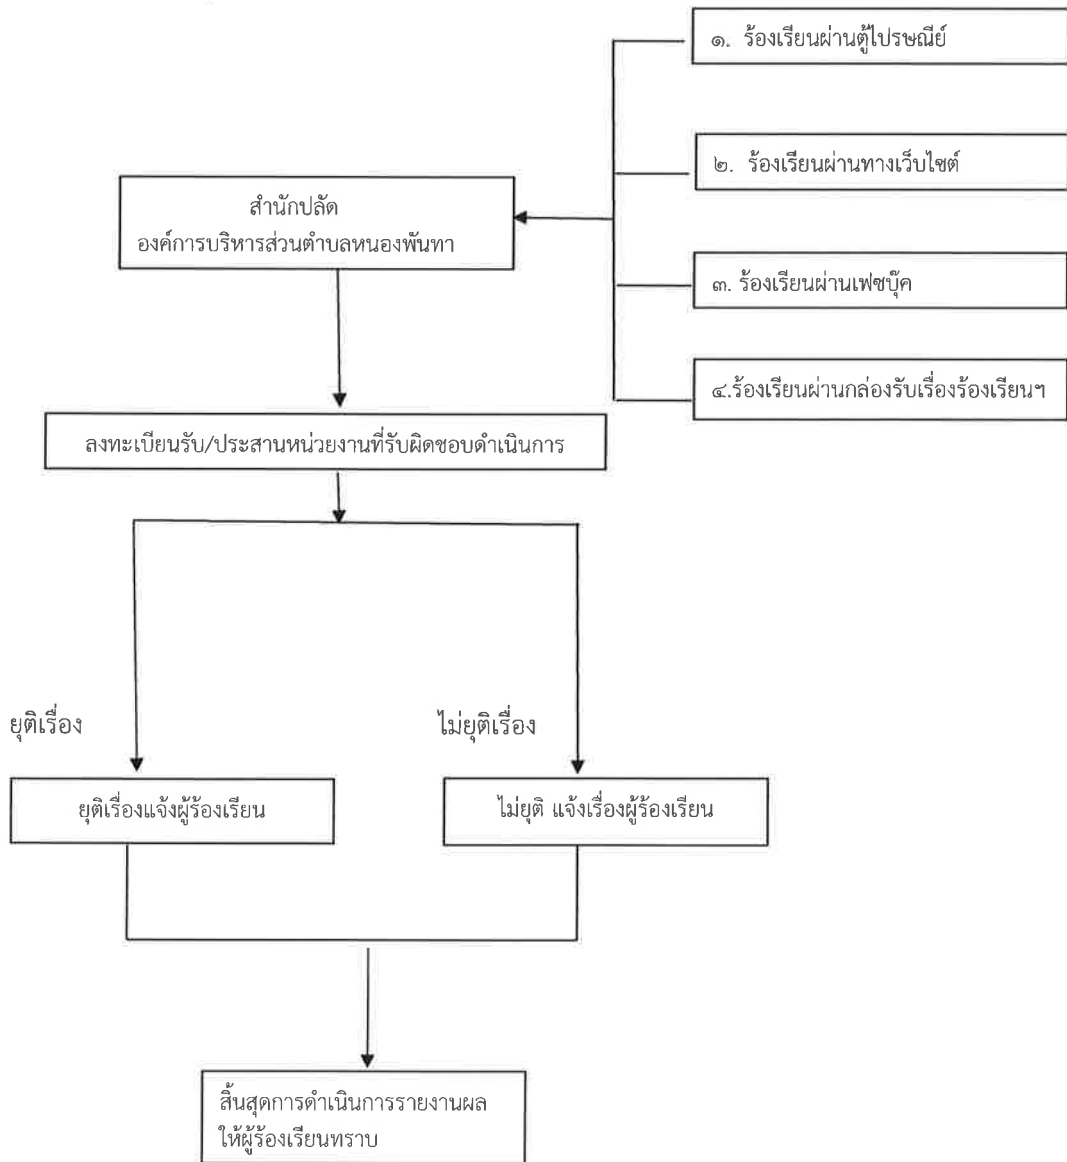 ๑. ร้องเรียนผ่านตู้ไปรษณีย์
๒. ร้องเรียนผ่านทางเว็บไซต์
สำนักปลัด
องค์การบริหารส่วนตำบลหนองพันทา
๓. ร้องเรียนผ่านเฟซบุ๊ค
๔.ร้องเรียนผ่านกล่องรับเรื่องร้องเรียนฯ
ลงทะเบียนรับ/ประสานหน่วยงานที่รับผิดชอบดำเนินการ
ยุติเรื่อง
ไม่ยุติเรื่อง
ยุติเรื่องแจ้งผู้ร้องเรียน
ไม่ยุติ แจ้งเรื่องผู้ร้องเรียน
สิ้นสุดการดำเนินการรายงานผล
ให้ผู้ร้องเรียนทราบ